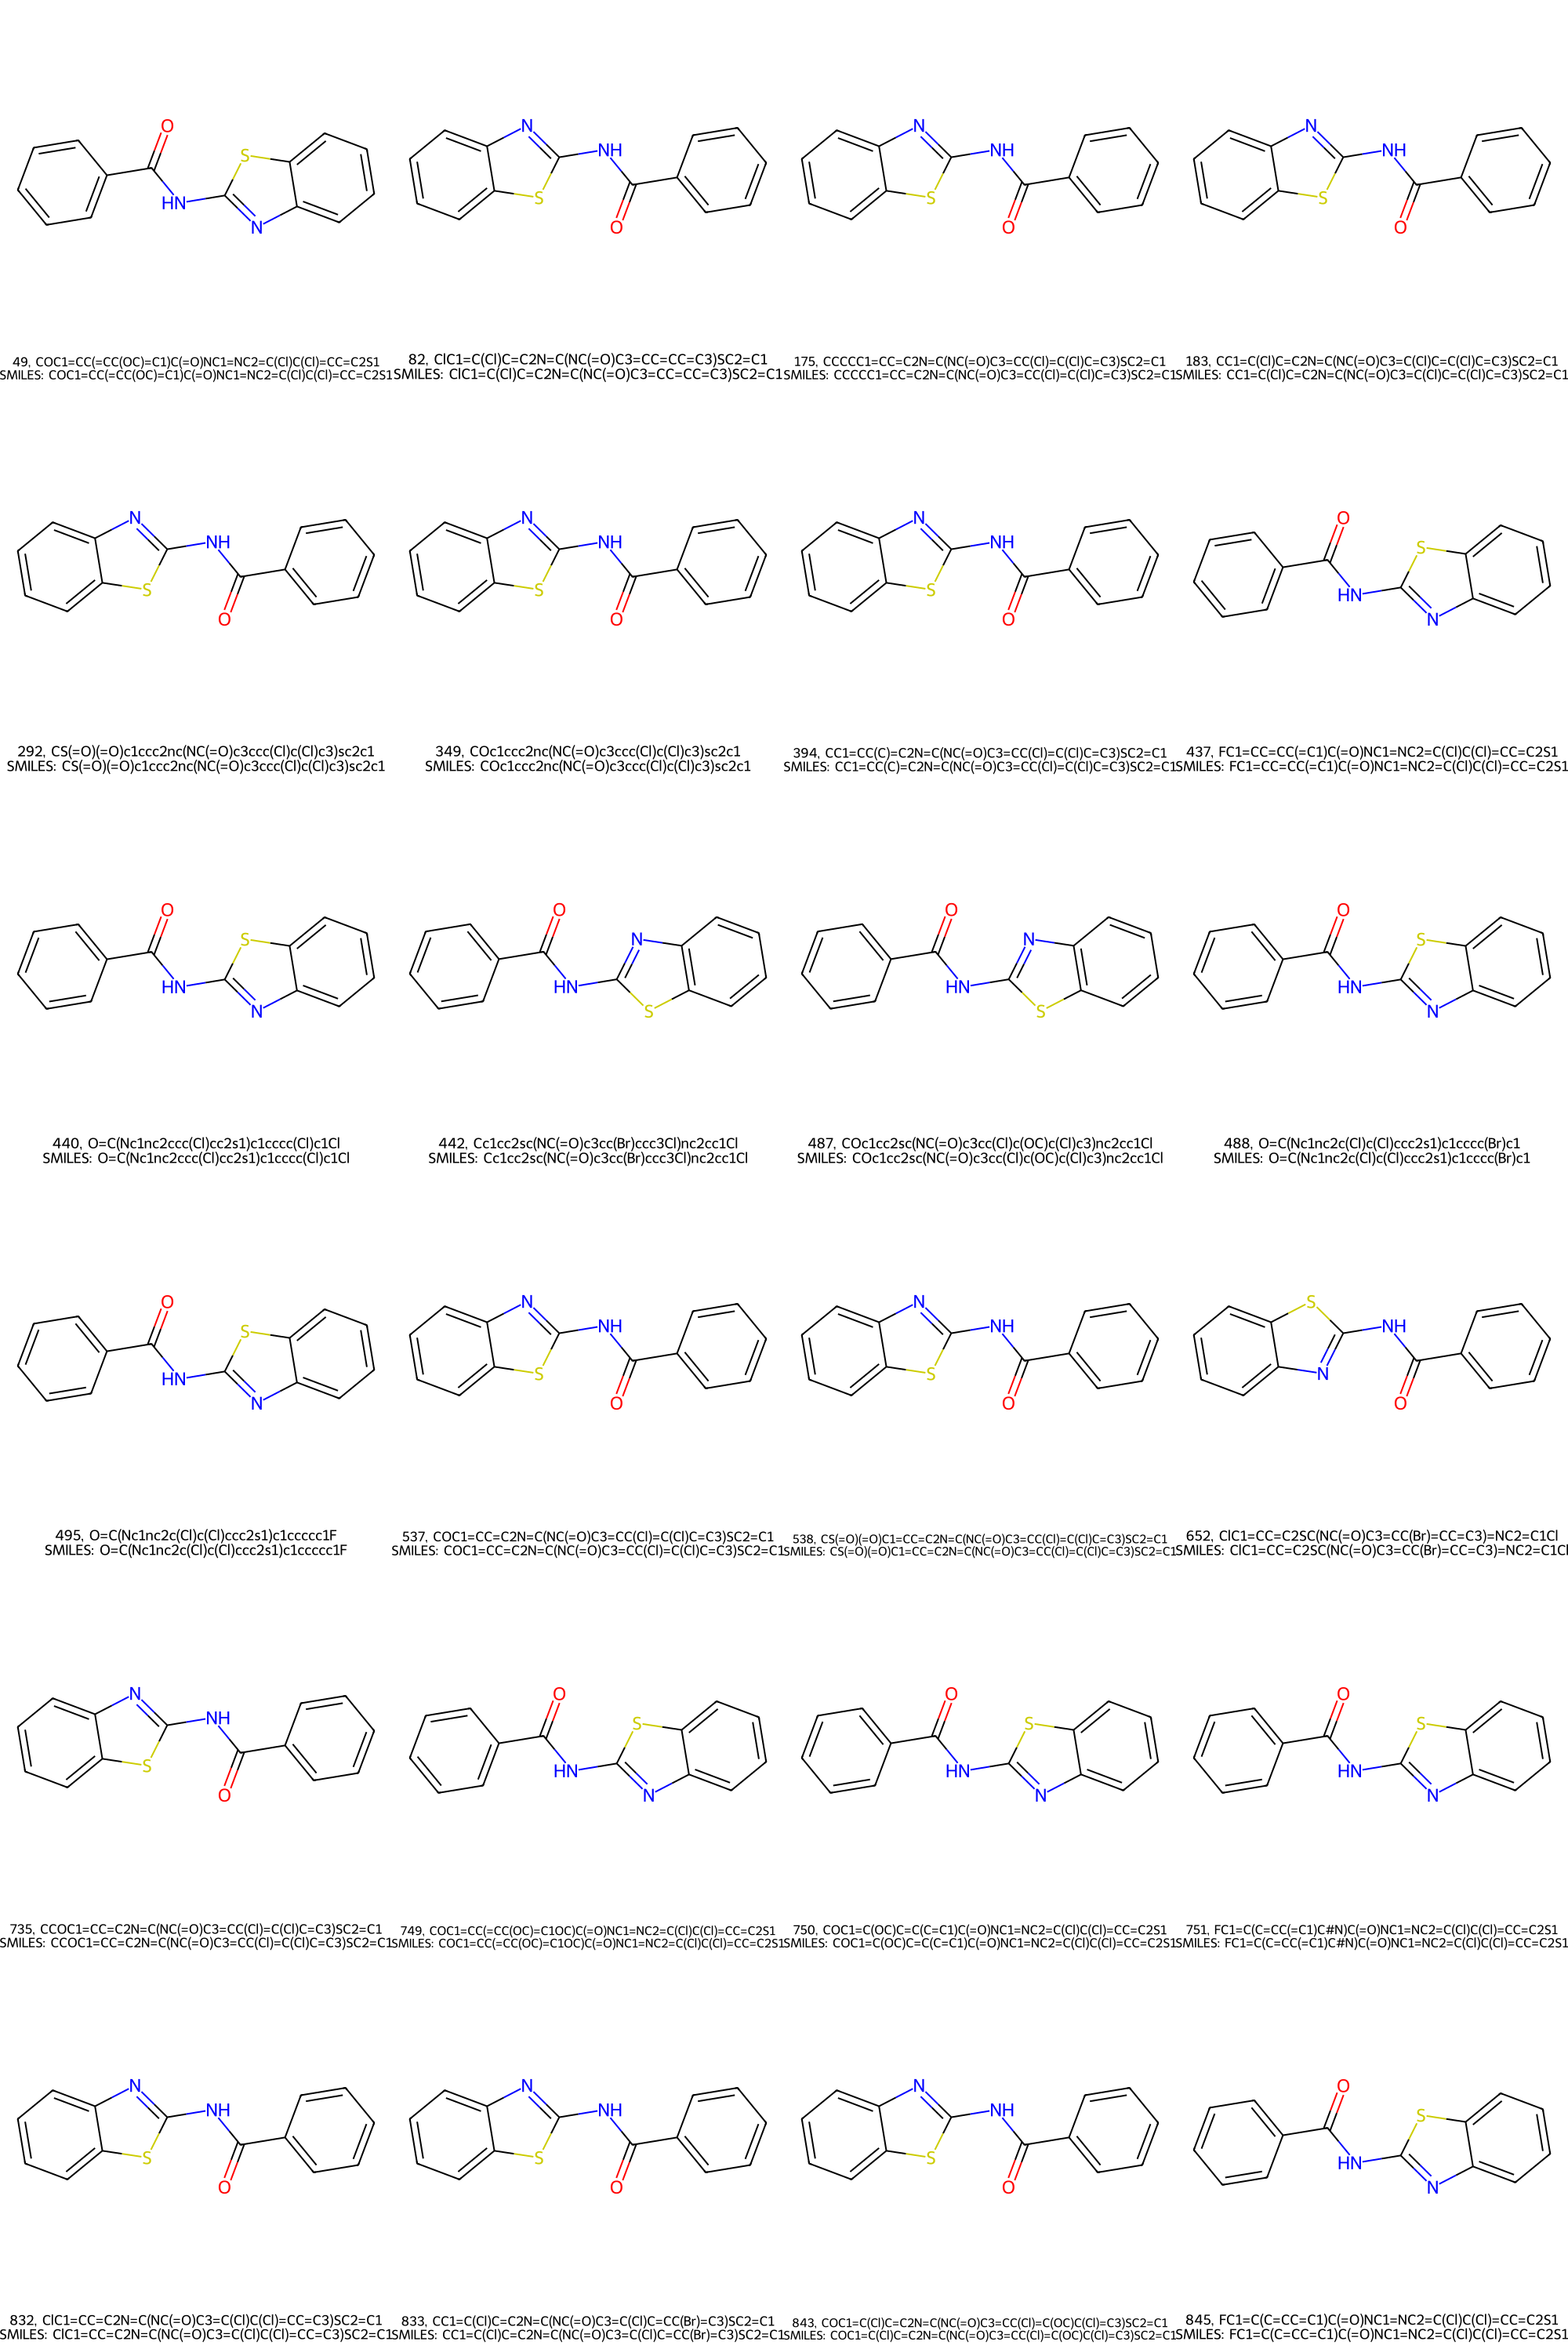 O
S
HN
N
N
NH
S
O
N
NH
S
O
N
NH
S
O
49, COC1=CC(=CC(OC)=C1)C(=O)NC1=NC2=C(Cl)C(Cl)=CC=C2S1
SMILES: COC1=CC(=CC(OC)=C1)C(=O)NC1=NC2=C(Cl)C(Cl)=CC=C2S1
82, ClC1=C(Cl)C=C2N=C(NC(=O)C3=CC=CC=C3)SC2=C1
SMILES: ClC1=C(Cl)C=C2N=C(NC(=O)C3=CC=CC=C3)SC2=C1
175, CCCCC1=CC=C2N=C(NC(=O)C3=CC(Cl)=C(Cl)C=C3)SC2=C1
SMILES: CCCCC1=CC=C2N=C(NC(=O)C3=CC(Cl)=C(Cl)C=C3)SC2=C1
183, CC1=C(Cl)C=C2N=C(NC(=O)C3=C(Cl)C=C(Cl)C=C3)SC2=C1
SMILES: CC1=C(Cl)C=C2N=C(NC(=O)C3=C(Cl)C=C(Cl)C=C3)SC2=C1
N
NH
S
O
N
NH
S
O
N
NH
S
O
O
S
HN
N
292, CS(=O)(=O)c1ccc2nc(NC(=O)c3ccc(Cl)c(Cl)c3)sc2c1
SMILES: CS(=O)(=O)c1ccc2nc(NC(=O)c3ccc(Cl)c(Cl)c3)sc2c1
349, COc1ccc2nc(NC(=O)c3ccc(Cl)c(Cl)c3)sc2c1
SMILES: COc1ccc2nc(NC(=O)c3ccc(Cl)c(Cl)c3)sc2c1
394, CC1=CC(C)=C2N=C(NC(=O)C3=CC(Cl)=C(Cl)C=C3)SC2=C1
SMILES: CC1=CC(C)=C2N=C(NC(=O)C3=CC(Cl)=C(Cl)C=C3)SC2=C1
437, FC1=CC=CC(=C1)C(=O)NC1=NC2=C(Cl)C(Cl)=CC=C2S1
SMILES: FC1=CC=CC(=C1)C(=O)NC1=NC2=C(Cl)C(Cl)=CC=C2S1
O
S
HN
N
O
N
HN
S
O
N
HN
S
O
S
HN
N
440, O=C(Nc1nc2ccc(Cl)cc2s1)c1cccc(Cl)c1Cl
SMILES: O=C(Nc1nc2ccc(Cl)cc2s1)c1cccc(Cl)c1Cl
442, Cc1cc2sc(NC(=O)c3cc(Br)ccc3Cl)nc2cc1Cl
SMILES: Cc1cc2sc(NC(=O)c3cc(Br)ccc3Cl)nc2cc1Cl
487, COc1cc2sc(NC(=O)c3cc(Cl)c(OC)c(Cl)c3)nc2cc1Cl
SMILES: COc1cc2sc(NC(=O)c3cc(Cl)c(OC)c(Cl)c3)nc2cc1Cl
488, O=C(Nc1nc2c(Cl)c(Cl)ccc2s1)c1cccc(Br)c1
SMILES: O=C(Nc1nc2c(Cl)c(Cl)ccc2s1)c1cccc(Br)c1
O
S
HN
N
N
NH
S
O
N
NH
S
O
S
NH
N
O
495, O=C(Nc1nc2c(Cl)c(Cl)ccc2s1)c1ccccc1F
SMILES: O=C(Nc1nc2c(Cl)c(Cl)ccc2s1)c1ccccc1F
537, COC1=CC=C2N=C(NC(=O)C3=CC(Cl)=C(Cl)C=C3)SC2=C1
SMILES: COC1=CC=C2N=C(NC(=O)C3=CC(Cl)=C(Cl)C=C3)SC2=C1
538, CS(=O)(=O)C1=CC=C2N=C(NC(=O)C3=CC(Cl)=C(Cl)C=C3)SC2=C1
SMILES: CS(=O)(=O)C1=CC=C2N=C(NC(=O)C3=CC(Cl)=C(Cl)C=C3)SC2=C1
652, ClC1=CC=C2SC(NC(=O)C3=CC(Br)=CC=C3)=NC2=C1Cl
SMILES: ClC1=CC=C2SC(NC(=O)C3=CC(Br)=CC=C3)=NC2=C1Cl
N
NH
S
O
O
S
HN
N
O
S
HN
N
O
S
HN
N
735, CCOC1=CC=C2N=C(NC(=O)C3=CC(Cl)=C(Cl)C=C3)SC2=C1
SMILES: CCOC1=CC=C2N=C(NC(=O)C3=CC(Cl)=C(Cl)C=C3)SC2=C1
749, COC1=CC(=CC(OC)=C1OC)C(=O)NC1=NC2=C(Cl)C(Cl)=CC=C2S1
SMILES: COC1=CC(=CC(OC)=C1OC)C(=O)NC1=NC2=C(Cl)C(Cl)=CC=C2S1
750, COC1=C(OC)C=C(C=C1)C(=O)NC1=NC2=C(Cl)C(Cl)=CC=C2S1
SMILES: COC1=C(OC)C=C(C=C1)C(=O)NC1=NC2=C(Cl)C(Cl)=CC=C2S1
751, FC1=C(C=CC(=C1)C#N)C(=O)NC1=NC2=C(Cl)C(Cl)=CC=C2S1
SMILES: FC1=C(C=CC(=C1)C#N)C(=O)NC1=NC2=C(Cl)C(Cl)=CC=C2S1
N
NH
S
O
N
NH
S
O
N
NH
S
O
O
S
HN
N
832, ClC1=CC=C2N=C(NC(=O)C3=C(Cl)C(Cl)=CC=C3)SC2=C1
SMILES: ClC1=CC=C2N=C(NC(=O)C3=C(Cl)C(Cl)=CC=C3)SC2=C1
833, CC1=C(Cl)C=C2N=C(NC(=O)C3=C(Cl)C=CC(Br)=C3)SC2=C1
SMILES: CC1=C(Cl)C=C2N=C(NC(=O)C3=C(Cl)C=CC(Br)=C3)SC2=C1
843, COC1=C(Cl)C=C2N=C(NC(=O)C3=CC(Cl)=C(OC)C(Cl)=C3)SC2=C1
SMILES: COC1=C(Cl)C=C2N=C(NC(=O)C3=CC(Cl)=C(OC)C(Cl)=C3)SC2=C1
845, FC1=C(C=CC=C1)C(=O)NC1=NC2=C(Cl)C(Cl)=CC=C2S1
SMILES: FC1=C(C=CC=C1)C(=O)NC1=NC2=C(Cl)C(Cl)=CC=C2S1